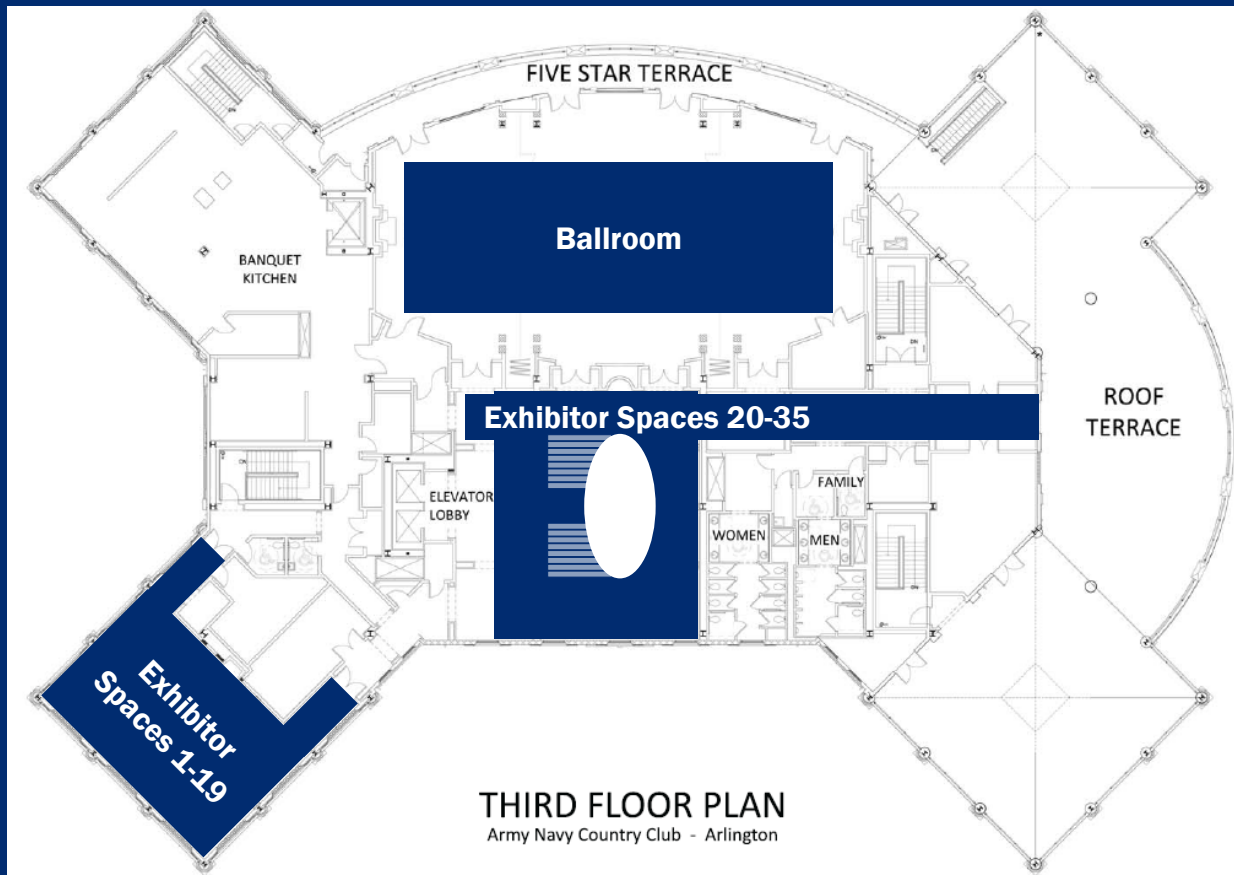 FIVE STAR TERRACE
Ballroom
BANQUET
KITCHEN
Exhibitor Spaces 20-35
ROOF
TERRACE
ELEVATOR
LOBBY
FAMILY
WOMEN
MEN
Exhibitor
Spaces 1-19
THIRD FLOOR PLAN
Army Navy Country Club - Arlington